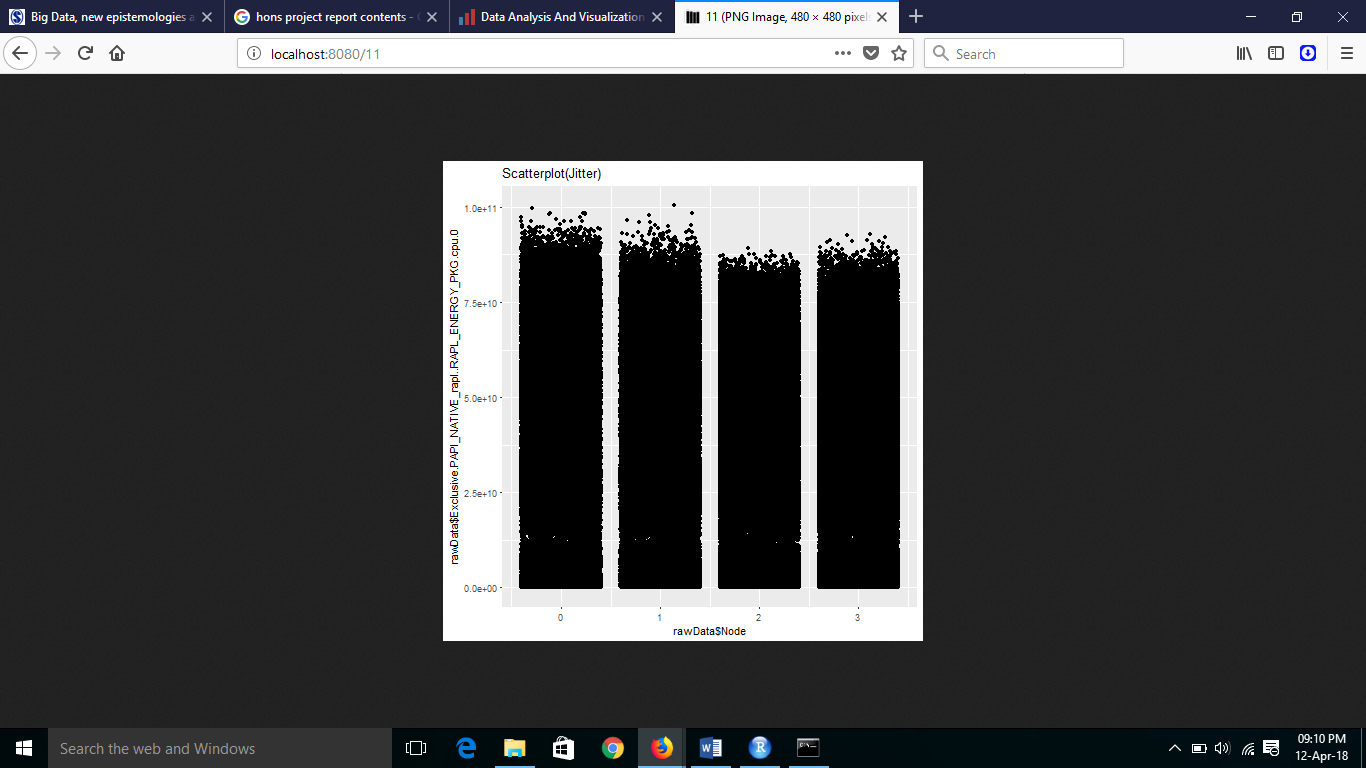 Big Data, new epistemologies a
hons project report contents - G
Data Analysis And Visualization
11 (PNG Image, 480 × 480 pixels
localhost:8080/11
Search
Scatterplot(Jitter)
rawData$Exclusive.PAPI_NATIVE_rapl..RAPL_ENERGY_PKG.cpu.0
1.0e+11
7.5e+10
5.0e+10
2.5e+10
0.0e+00
0 1 2 3
rawData$Node
Search the web and Windows
09:10 PM
12-Apr-18